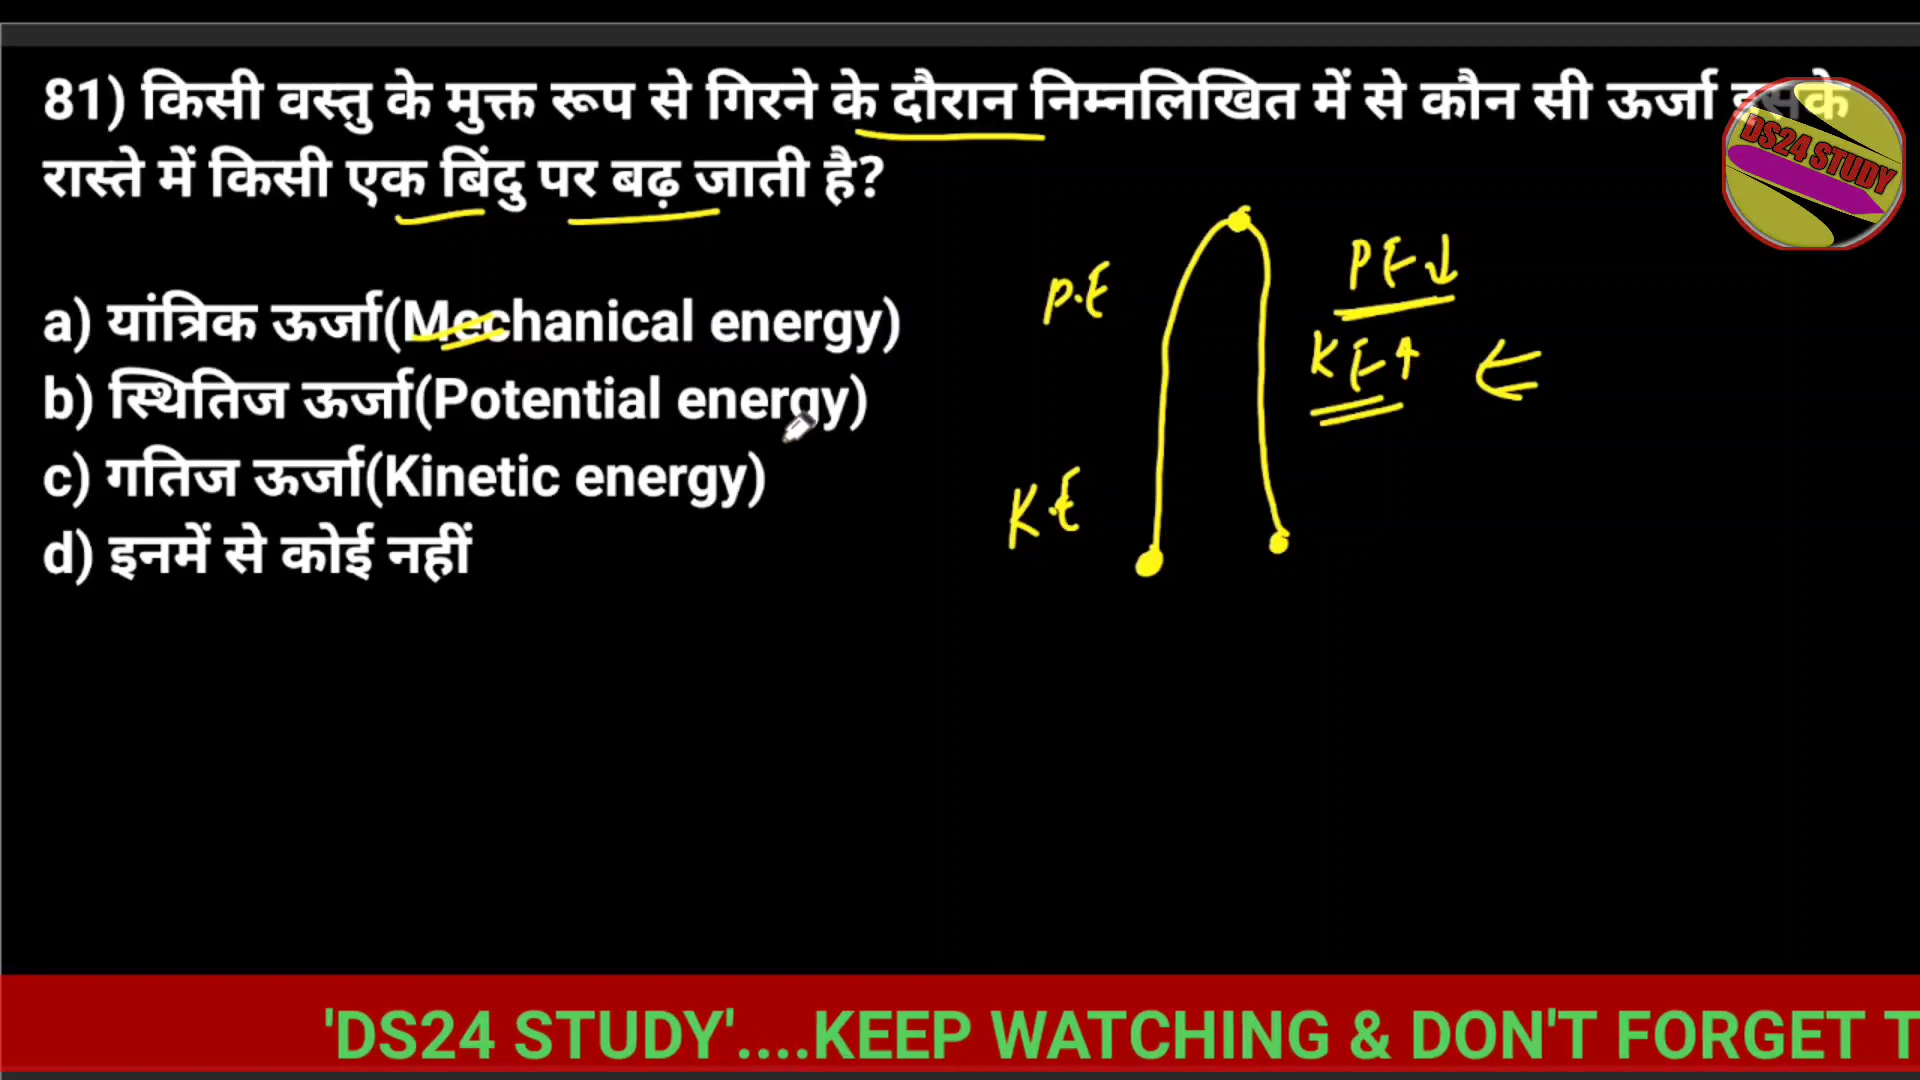 81) किसी वस्तु के मुक्त रूप से गिरने के दौरान निम्नलिखित में से कौन सी ऊर्जा इसके
रास्ते में किसी एक बिंदु पर बढ़ जाती है?
DS24 STUDY
a) यांत्रिक ऊर्जा(Mechanical energy)
b) स्थितिज ऊर्जा(Potential energy)
c) गतिज ऊर्जा(Kinetic energy)
d) इनमें से कोई नहीं
P.E
K.E
PE↓
KE↑
'DS24 STUDY'....KEEP WATCHING & DON'T FORGET T